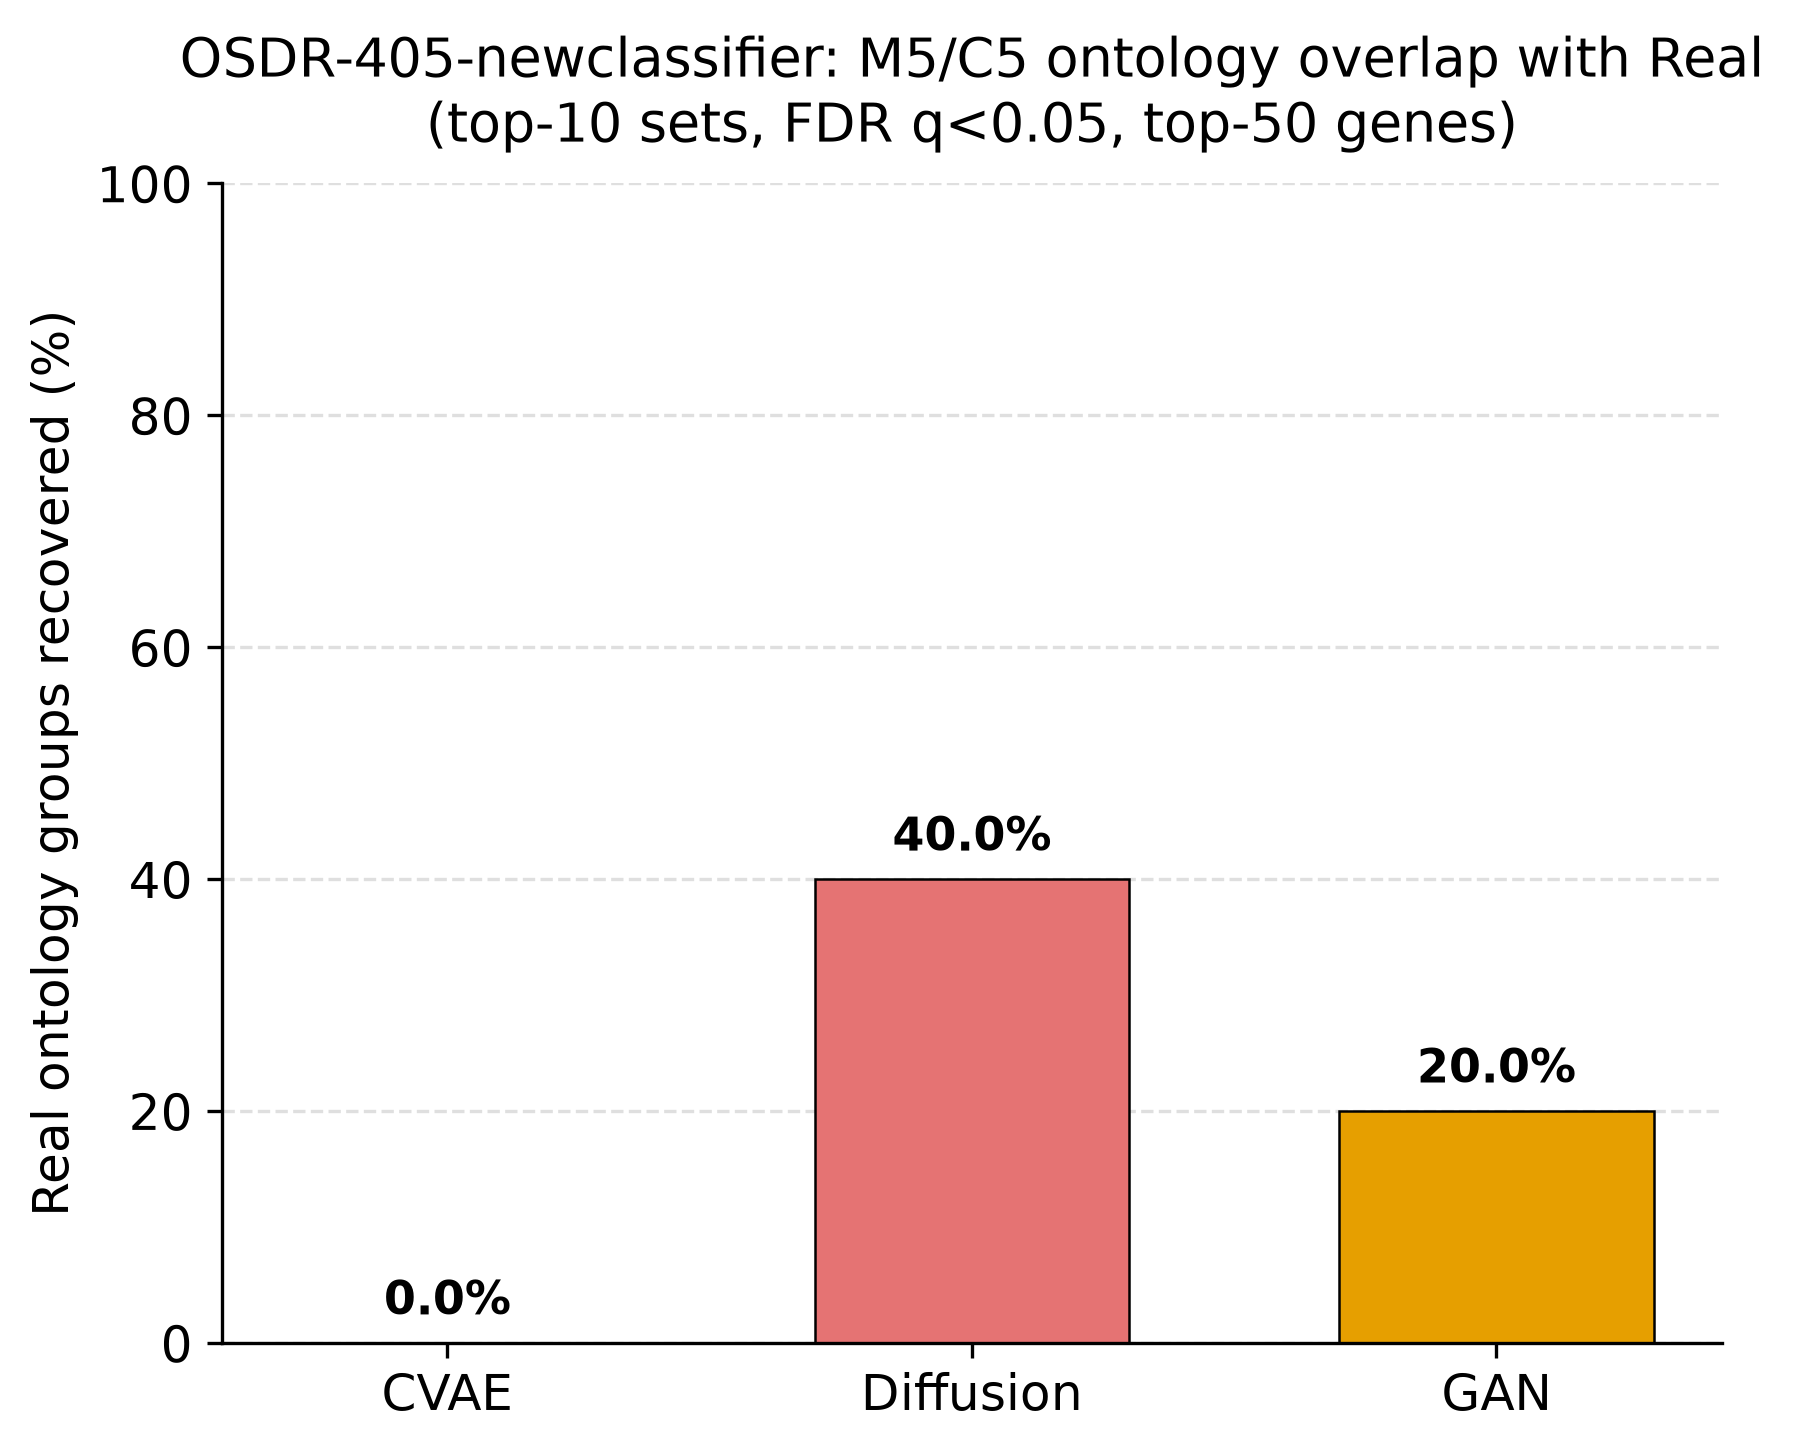 OSDR-405-newclassifier: M5/C5 ontology overlap with Real
(top-10 sets, FDR q<0.05, top-50 genes)
Real ontology groups recovered (%)
100
80
60
40
20
0
0.0%
40.0%
20.0%
CVAE
Diffusion
GAN